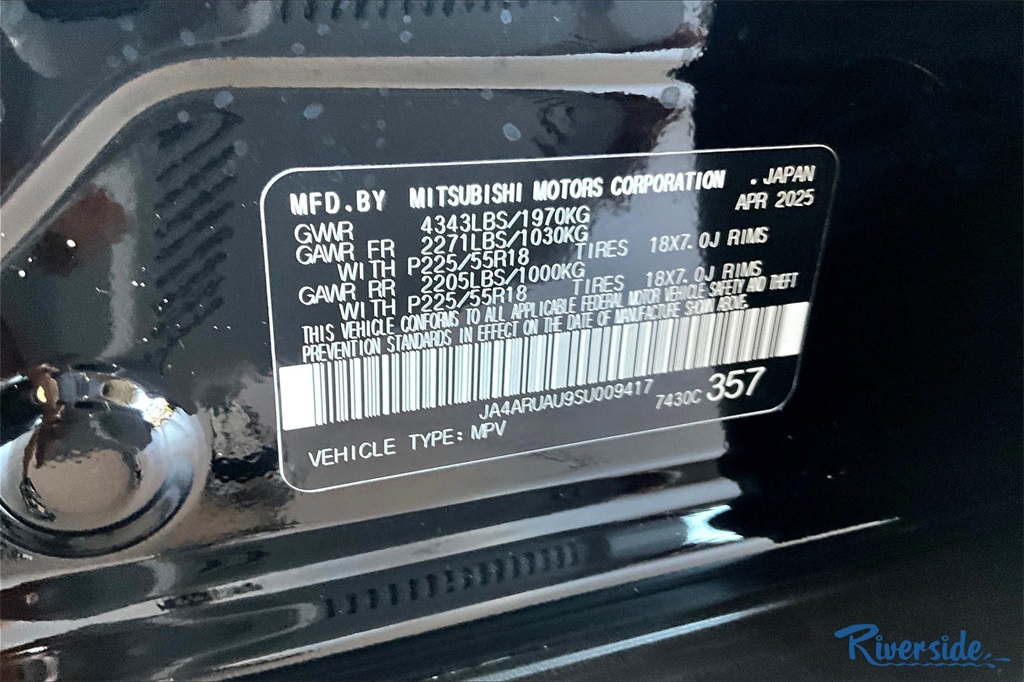 MFD.BY MITSUBISHI MOTORS CORPORATION . JAPAN
GVWR 4343LBS/1970KG APR 2025
GAWR FR 2271LBS/1030KG
WITH P225/55R18 TIRES 18X7.0J RIMS
GAWR RR 2205LBS/1000KG
WITH P225/55R18 TIRES 18X7.0J RIMS
THIS VEHICLE CONFORMS TO ALL APPLICABLE FEDERAL MOTOR VEHICLE SAFETY AND THEFT
PREVENTION STANDARDS IN EFFECT ON THE DATE OF MANUFACTURE SHOWN ABOVE.
JA4ARUAU9SU009417 7430C 357
VEHICLE TYPE: MPV
Riverside